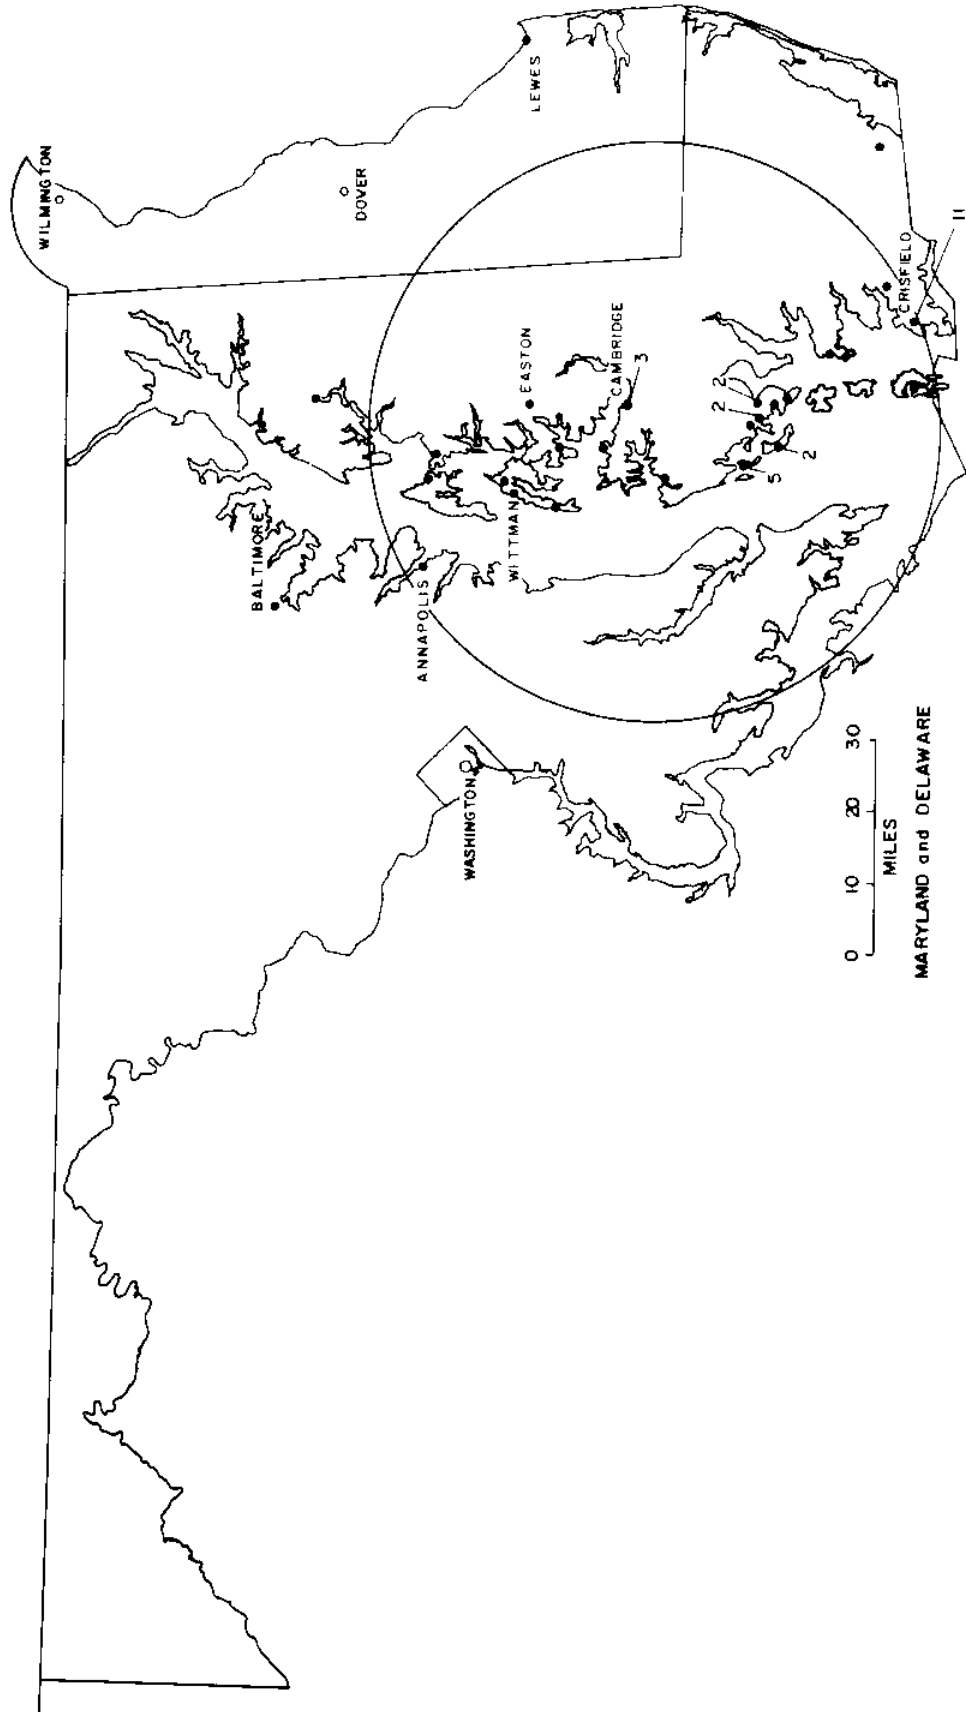 WILMINGTON
DOVER
LEWES
BALTIMORE
ANNAPOLIS
WASHINGTON
WITTMAN
EASTON
CAMBRIDGE
3
2
2
2
5
CRISFIELD
11
0 10 20 30
MILES
MARYLAND and DELAWARE